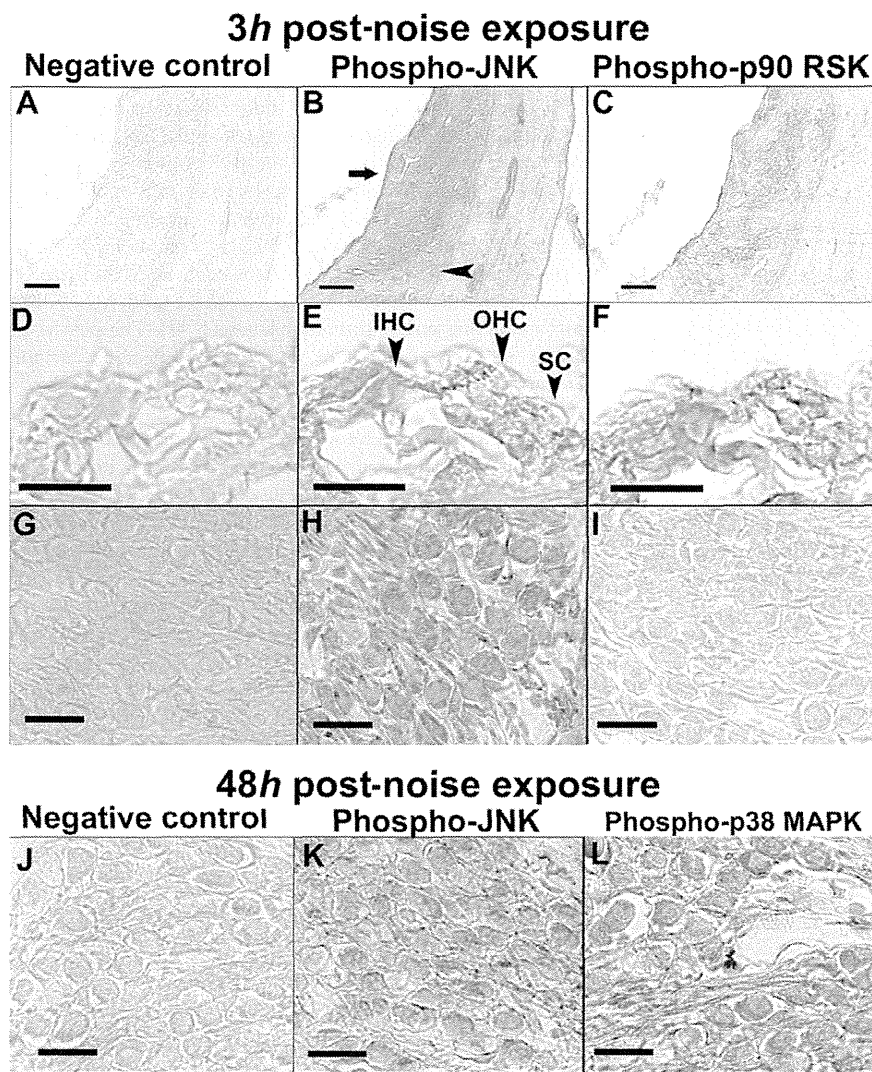 3h post-noise exposure
Negative control Phospho-JNK Phospho-p90 RSK
A B C
D E F
IHC OHC
SC
G H I
48h post-noise exposure
Negative control Phospho-JNK Phospho-p38 MAPK
J K L